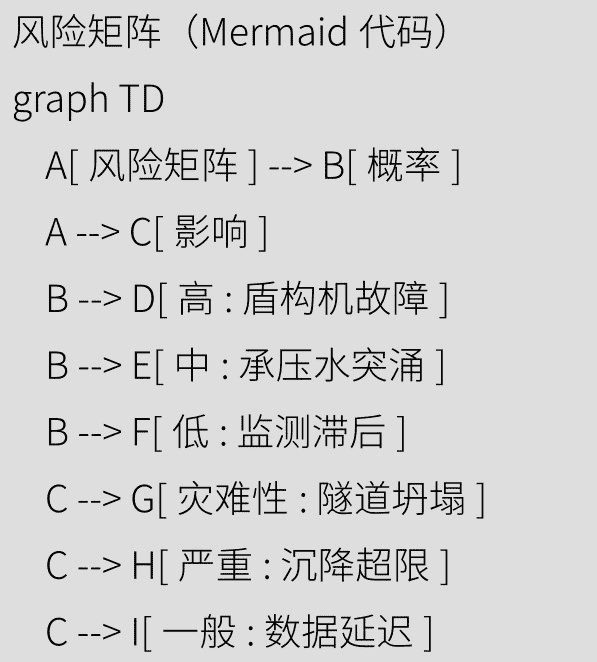 风险矩阵（Mermaid 代码）
graph TD
A[ 风险矩阵 ] --> B[ 概率 ]
A --> C[ 影响 ]
B --> D[ 高 : 盾构机故障 ]
B --> E[ 中 : 承压水突涌 ]
B --> F[ 低 : 监测滞后 ]
C --> G[ 灾难性 : 隧道坍塌 ]
C --> H[ 严重 : 沉降超限 ]
C --> I[ 一般 : 数据延迟 ]